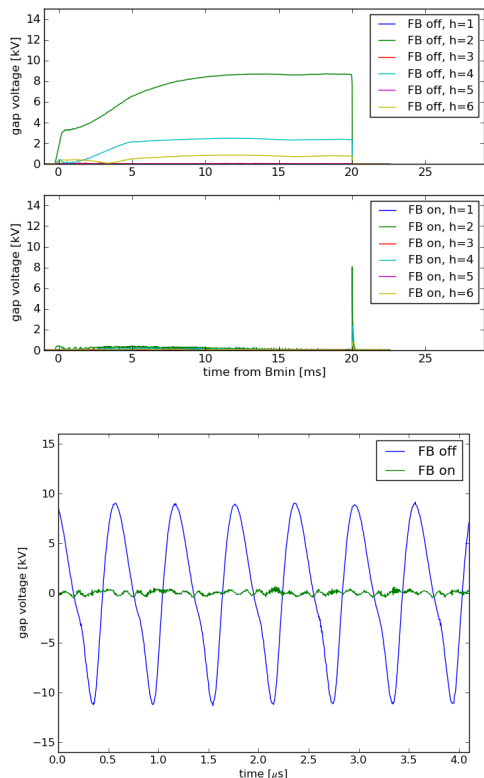 14
12
10
8
6
4
2
0
gap voltage [kV]
FB off, h=1
FB off, h=2
FB off, h=3
FB off, h=4
FB off, h=5
FB off, h=6
0 5 10 15 20 25
14
12
10
8
6
4
2
0
gap voltage [kV]
FB on, h=1
FB on, h=2
FB on, h=3
FB on, h=4
FB on, h=5
FB on, h=6
0 5 10 15 20 25
time from Bmin [ms]
15
10
5
0
−5
−10
−15
gap voltage [kV]
FB off
FB on
0.0 0.5 1.0 1.5 2.0 2.5 3.0 3.5 4.0
time [μs]